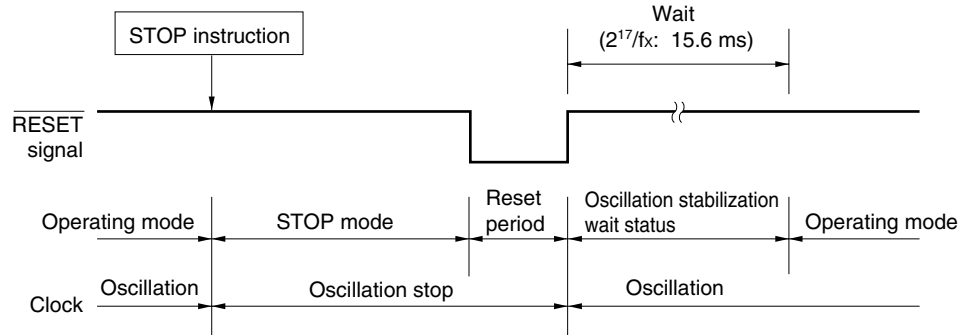 Wait
(2¹⁷/fx: 15.6 ms)
STOP instruction
RESET
signal
Operating mode
STOP mode
Reset
period
Oscillation stabilization
wait status
Operating mode
Clock
Oscillation
Oscillation stop
Oscillation